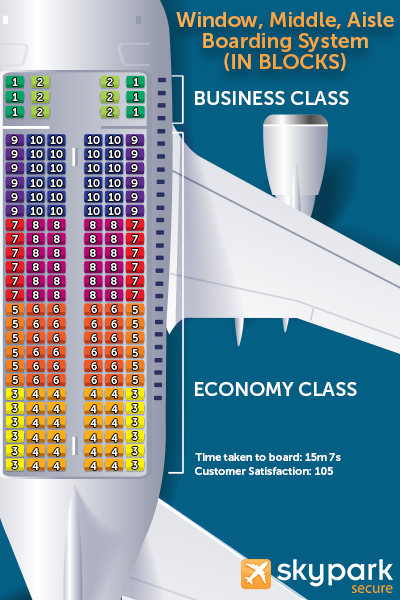 Window, Middle, Aisle
Boarding System
(IN BLOCKS)
BUSINESS CLASS
1 2 2 1
1 2 2 1
1 2 2 1
9 10 10 10 10 9
9 10 10 10 10 9
9 10 10 10 10 9
9 10 10 10 10 9
9 10 10 10 10 9
9 10 10 10 10 9
7 8 8 8 8 7
7 8 8 8 8 7
7 8 8 8 8 7
7 8 8 8 8 7
7 8 8 8 8 7
7 8 8 8 8 7
5 6 6 6 6 5
5 6 6 6 6 5
5 6 6 6 6 5
5 6 6 6 6 5
5 6 6 6 6 5
5 6 6 6 6 5
3 4 4 4 4 3
3 4 4 4 4 3
3 4 4 4 4 3
3 4 4 4 4 3
3 4 4 4 4 3
3 4 4 4 4 3
ECONOMY CLASS
Time taken to board: 15m 7s
Customer Satisfaction: 105
skypark
secure